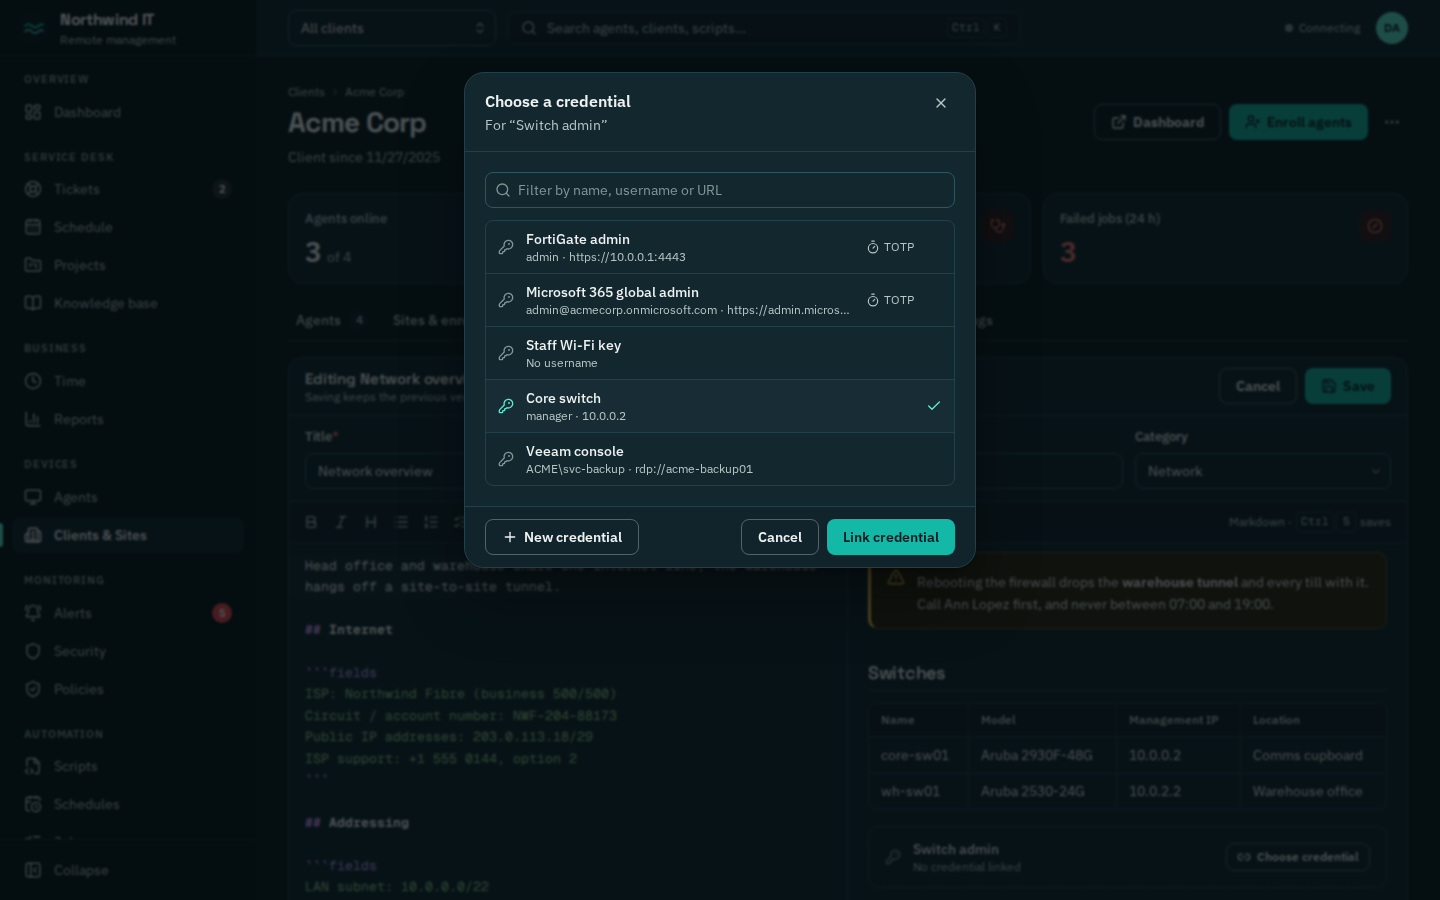 Northwind IT
Remote management
All clients
Search agents, clients, scripts...
Ctrl K
Connecting
DA
OVERVIEW
Dashboard
SERVICE DESK
Tickets
2
Schedule
Projects
Knowledge base
BUSINESS
Time
Reports
DEVICES
Agents
Clients & Sites
MONITORING
Alerts
5
Security
Policies
AUTOMATION
Scripts
Schedules
Collapse
Clients
Acme Corp
Acme Corp
Client since 11/27/2025
Dashboard
Enroll agents
Agents online
3 of 4
Failed jobs (24 h)
3
Agents 4
Editing Network
Cancel
Save
Title*
Network overview
Category
Network
B I H
Markdown · Ctrl S saves
Choose a credential
For “Switch admin”
Filter by name, username or URL
FortiGate admin
admin · https://10.0.0.1:4443
TOTP
Microsoft 365 global admin
admin@acmecorp.onmicrosoft.com · https://admin.micros...
TOTP
Staff Wi-Fi key
No username
Core switch
manager · 10.0.0.2
Veeam console
ACME\svc-backup · rdp://acme-backup01
New credential
Cancel
Link credential
Head office and
hangs off a site-to-site tunnel.
## Internet
```fields
ISP: Northwind Fibre (business 500/500)
Circuit / account number: NWF-204-88173
Public IP addresses: 203.0.113.18/29
ISP support: +1 555 0144, option 2
```
## Addressing
```fields
LAN subnet: 10.0.0.0/22
Rebooting the firewall drops the warehouse tunnel and every till with it.
Call Ann Lopez first, and never between 07:00 and 19:00.
Switches
Name Model Management IP Location
core-sw01 Aruba 2930F-48G 10.0.0.2 Comms cupboard
wh-sw01 Aruba 2530-24G 10.0.2.2 Warehouse office
Switch admin
No credential linked
Choose credential